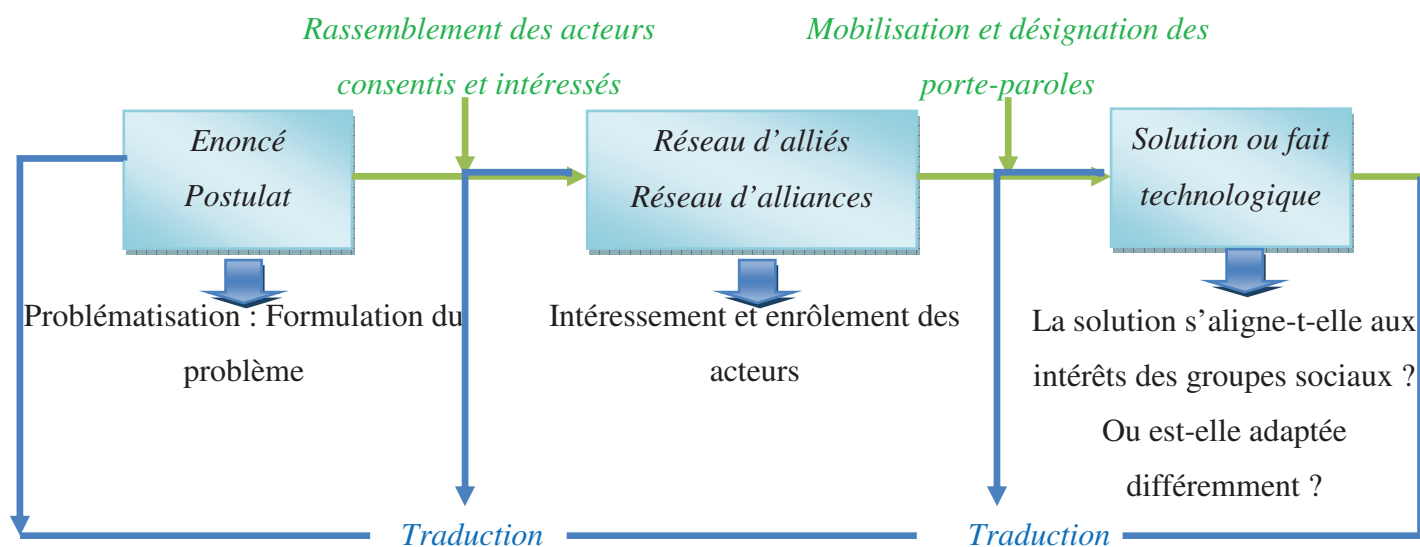 Rassemblement des acteurs
consentis et intéressés
Mobilisation et désignation des
porte-paroles
Enoncé
Postulat
Réseau d’alliés
Réseau d’alliances
Solution ou fait
technologique
Problématisation : Formulation du
problème
Intéressement et enrôlement des
acteurs
La solution s’aligne-t-elle aux
intérêts des groupes sociaux ?
Ou est-elle adaptée
différemment ?
Traduction
Traduction